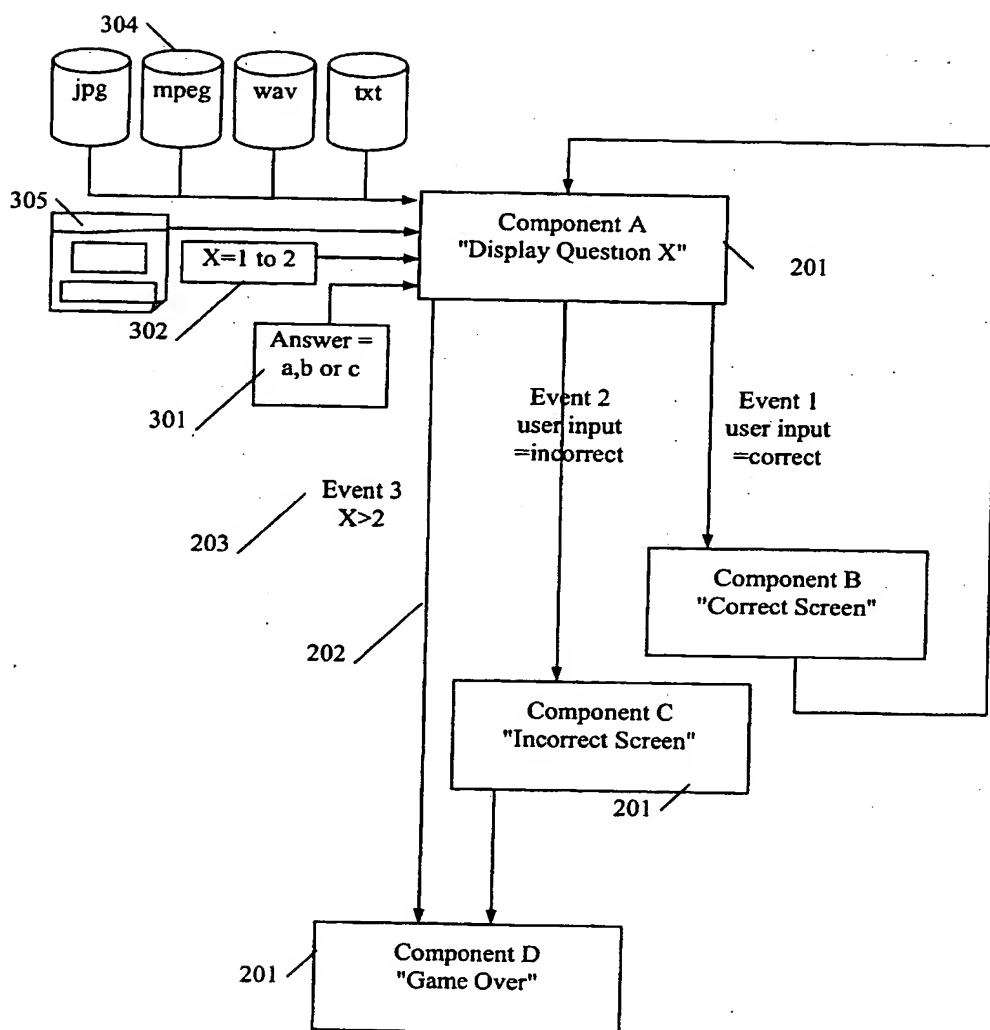 304
jpg
mpeg
wav
txt
305
Component A
"Display Question X"
201
X=1 to 2
302
Answer =
a,b or c
301
Event 2
user input
=incorrect
Event 1
user input
=correct
Event 3
X>2
203
Component B
"Correct Screen"
202
Component C
"Incorrect Screen"
201
Component D
"Game Over"
201